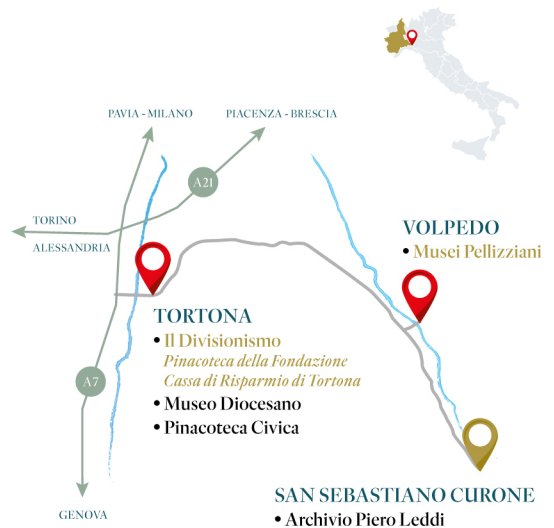 PAVIA - MILANO
PIACENZA - BRESCIA
A21
TORINO
ALESSANDRIA
VOLPEDO
• Musei Pellizziani
TORTONA
• Il Divisionismo
Pinacoteca della Fondazione
Cassa di Risparmio di Tortona
• Museo Diocesano
• Pinacoteca Civica
A7
SAN SEBASTIANO CURONE
• Archivio Piero Leddi
GENOVA